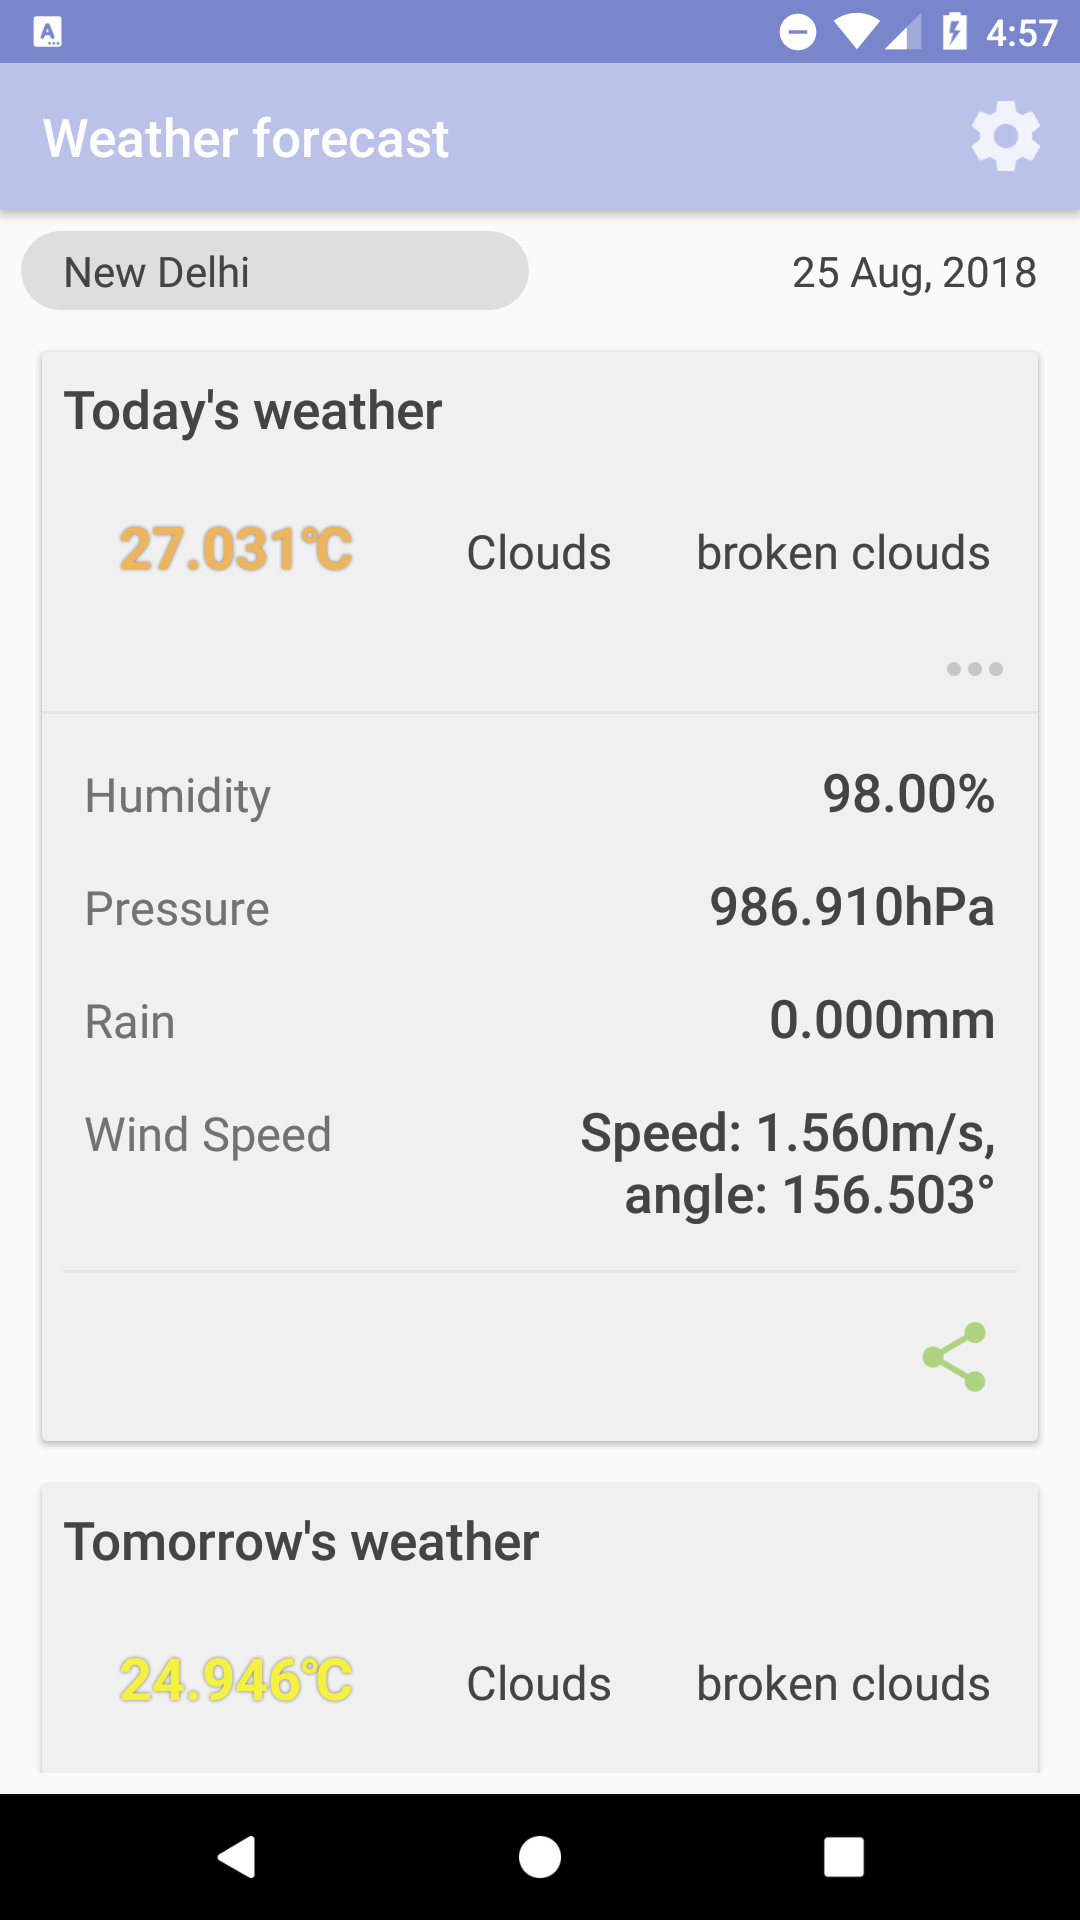 4:57
Weather forecast
New Delhi 25 Aug, 2018
Today's weather
27.031°C Clouds broken clouds
Humidity 98.00%
Pressure 986.910hPa
Rain 0.000mm
Wind Speed Speed: 1.560m/s,
angle: 156.503°
Tomorrow's weather
24.946°C Clouds broken clouds